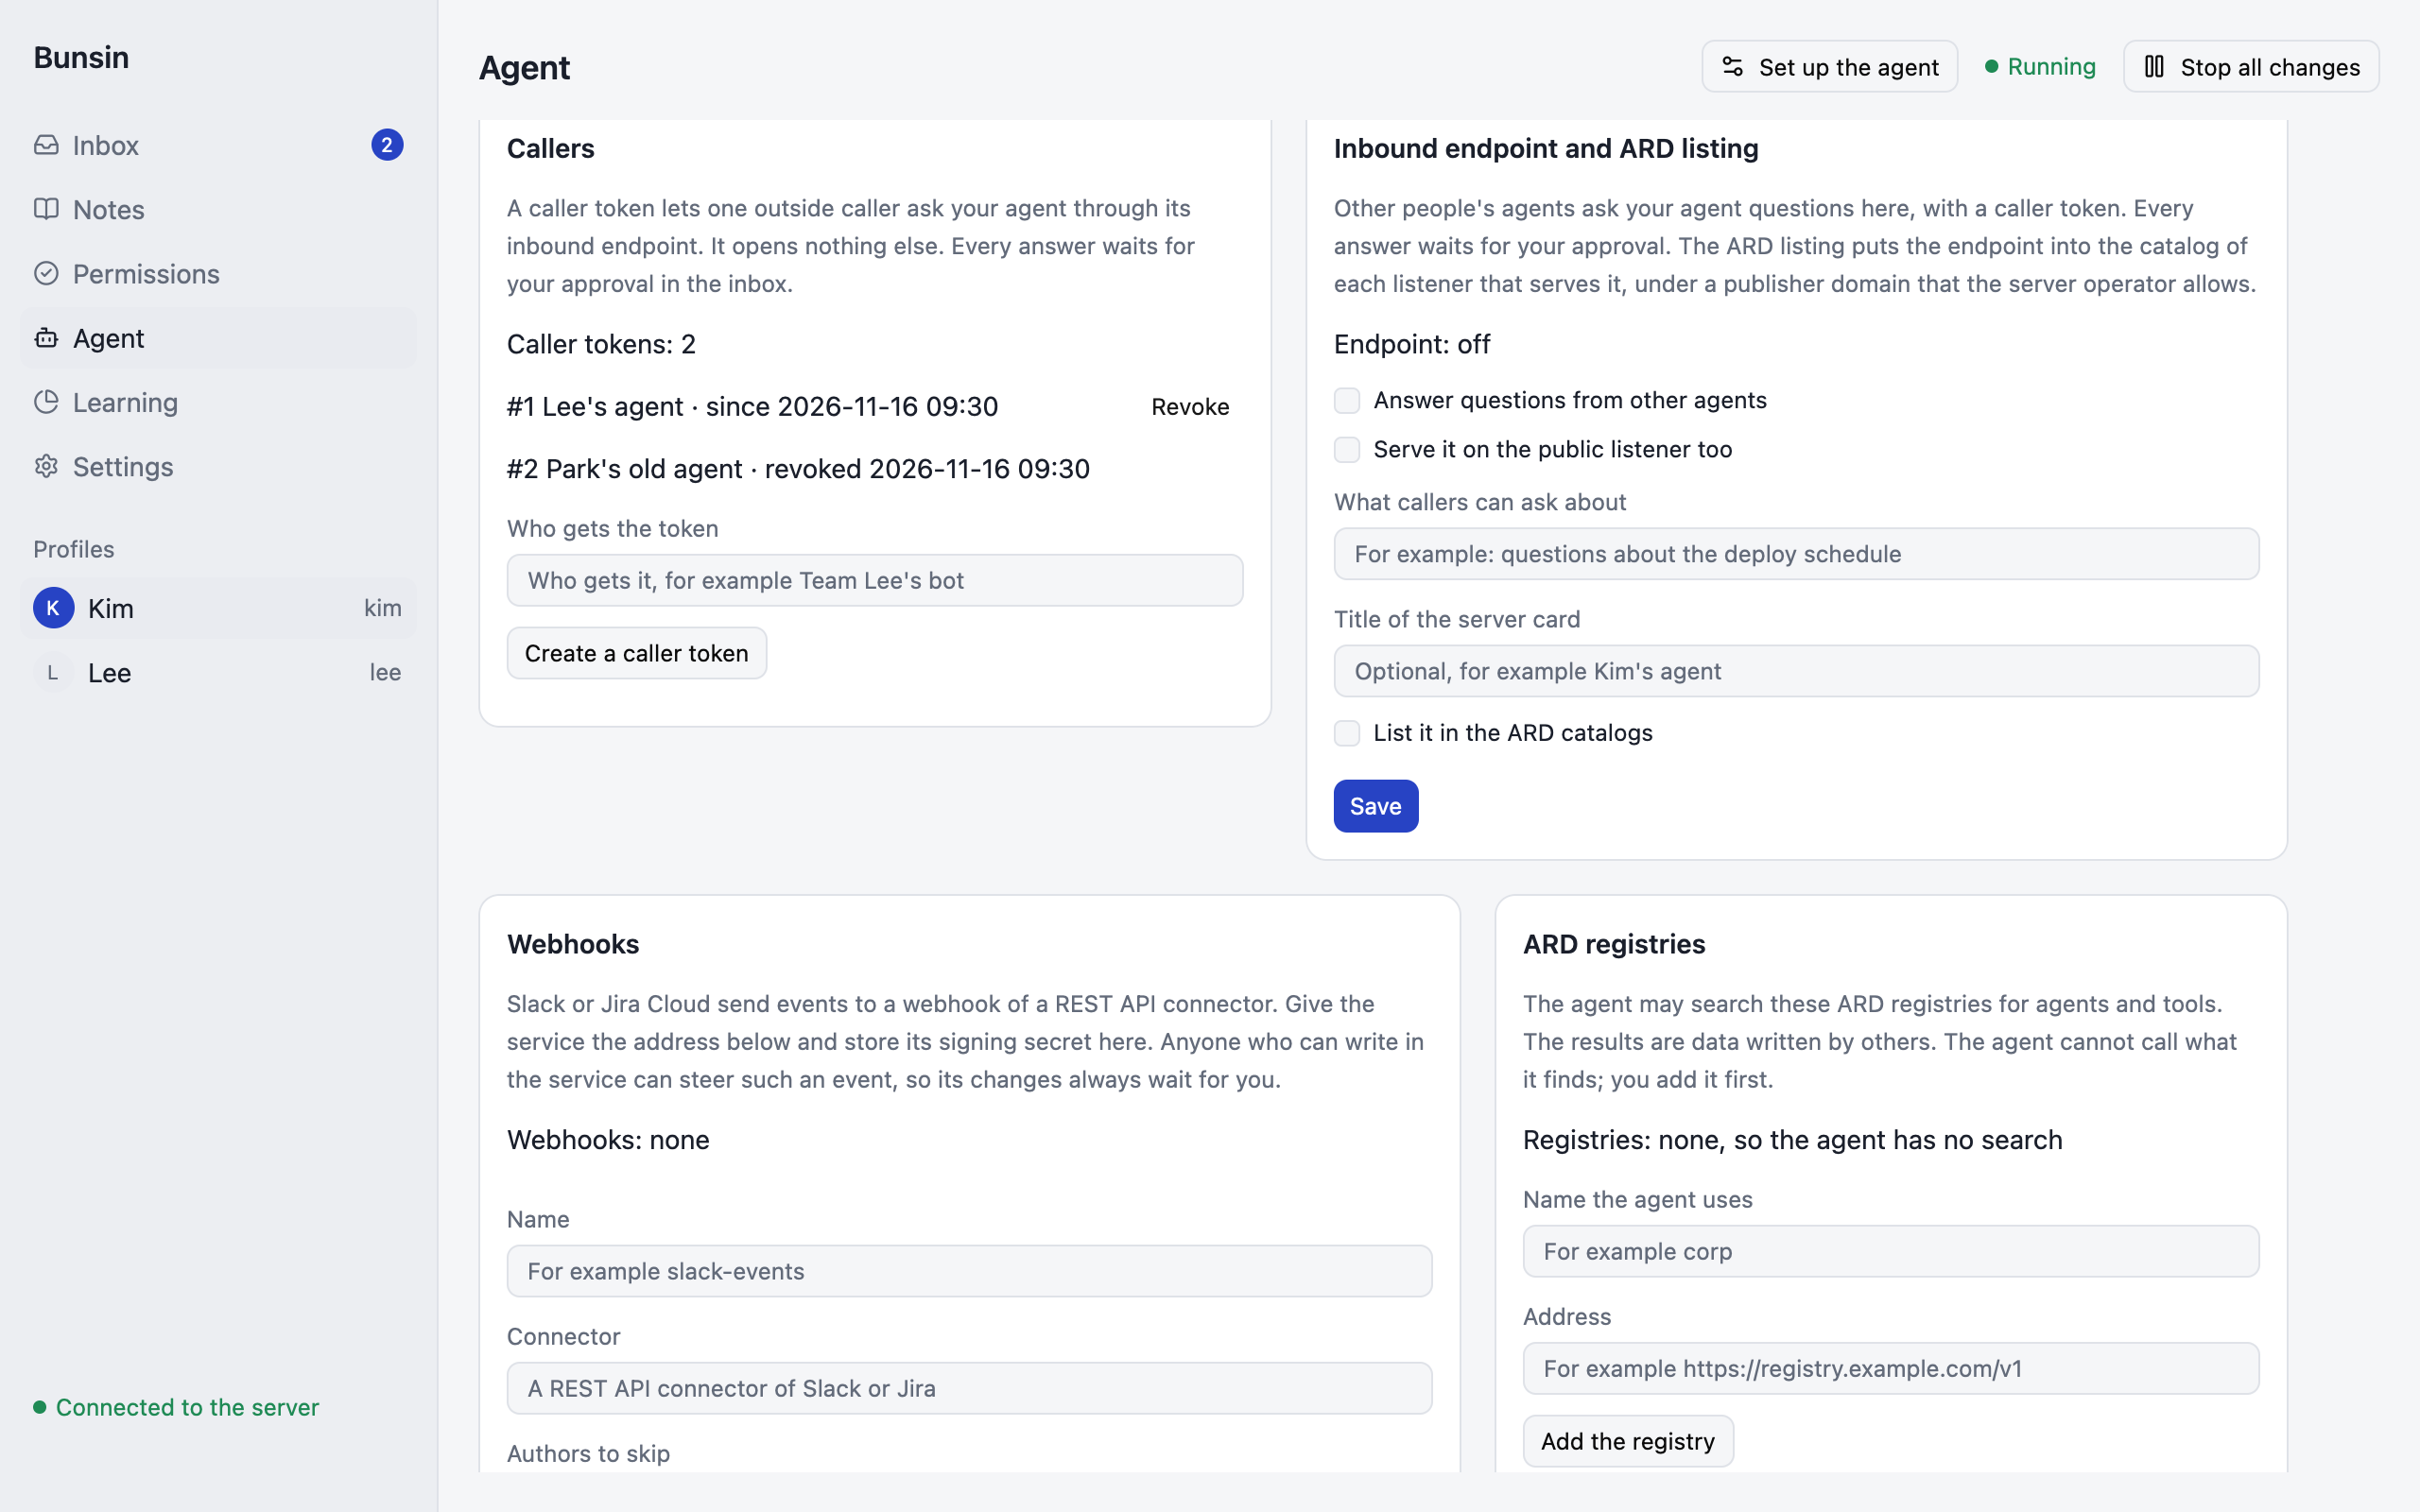 Bunsin
Inbox
2
Notes
Permissions
Agent
Learning
Settings
Profiles
K
Kim
kim
L
Lee
lee
Connected to the server
Agent
Set up the agent
Running
Stop all changes
Callers
A caller token lets one outside caller ask your agent through its
inbound endpoint. It opens nothing else. Every answer waits for
your approval in the inbox.
Caller tokens: 2
#1 Lee's agent · since 2026-11-16 09:30
Revoke
#2 Park's old agent · revoked 2026-11-16 09:30
Who gets the token
Who gets it, for example Team Lee's bot
Create a caller token
Inbound endpoint and ARD listing
Other people's agents ask your agent questions here, with a caller token. Every
answer waits for your approval. The ARD listing puts the endpoint into the catalog of
each listener that serves it, under a publisher domain that the server operator allows.
Endpoint: off
Answer questions from other agents
Serve it on the public listener too
What callers can ask about
For example: questions about the deploy schedule
Title of the server card
Optional, for example Kim's agent
List it in the ARD catalogs
Save
Webhooks
Slack or Jira Cloud send events to a webhook of a REST API connector. Give the
service the address below and store its signing secret here. Anyone who can write in
the service can steer such an event, so its changes always wait for you.
Webhooks: none
Name
For example slack-events
Connector
A REST API connector of Slack or Jira
Authors to skip
ARD registries
The agent may search these ARD registries for agents and tools.
The results are data written by others. The agent cannot call what
it finds; you add it first.
Registries: none, so the agent has no search
Name the agent uses
For example corp
Address
For example https://registry.example.com/v1
Add the registry